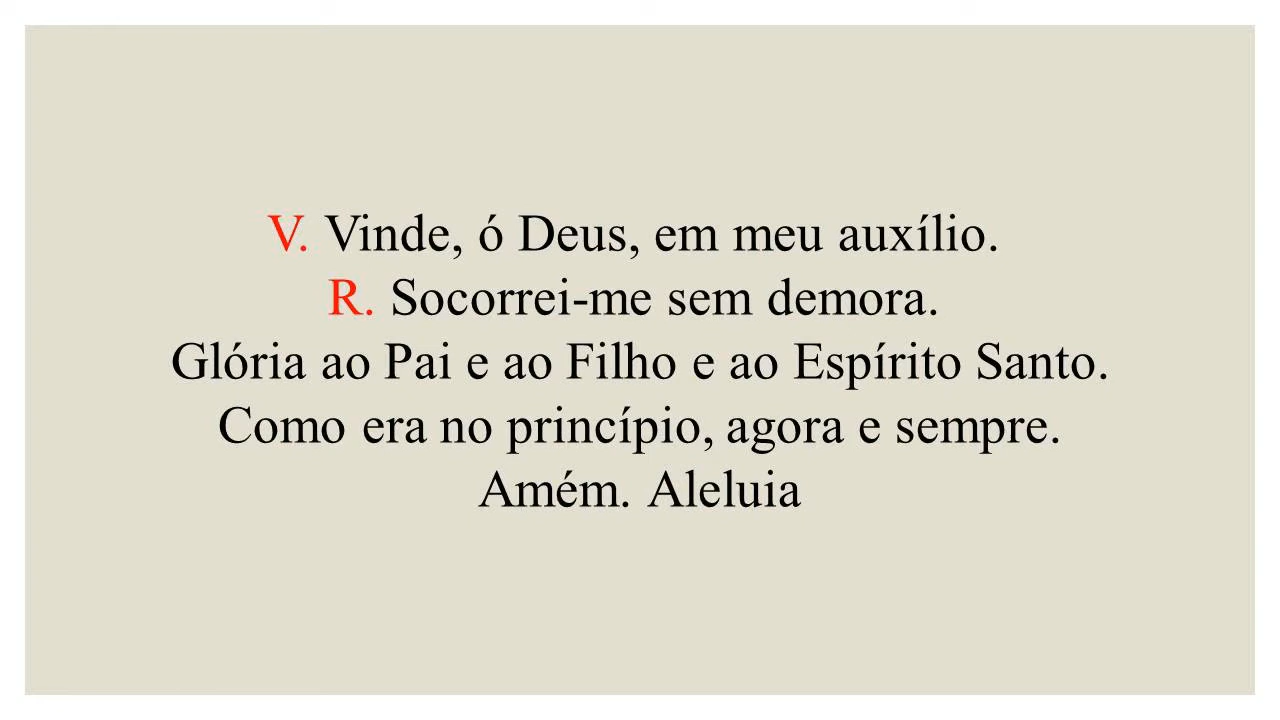 V. Vinde, ó Deus, em meu auxílio.
R. Socorrei-me sem demora.
Glória ao Pai e ao Filho e ao Espírito Santo.
Como era no princípio, agora e sempre.
Amém. Aleluia